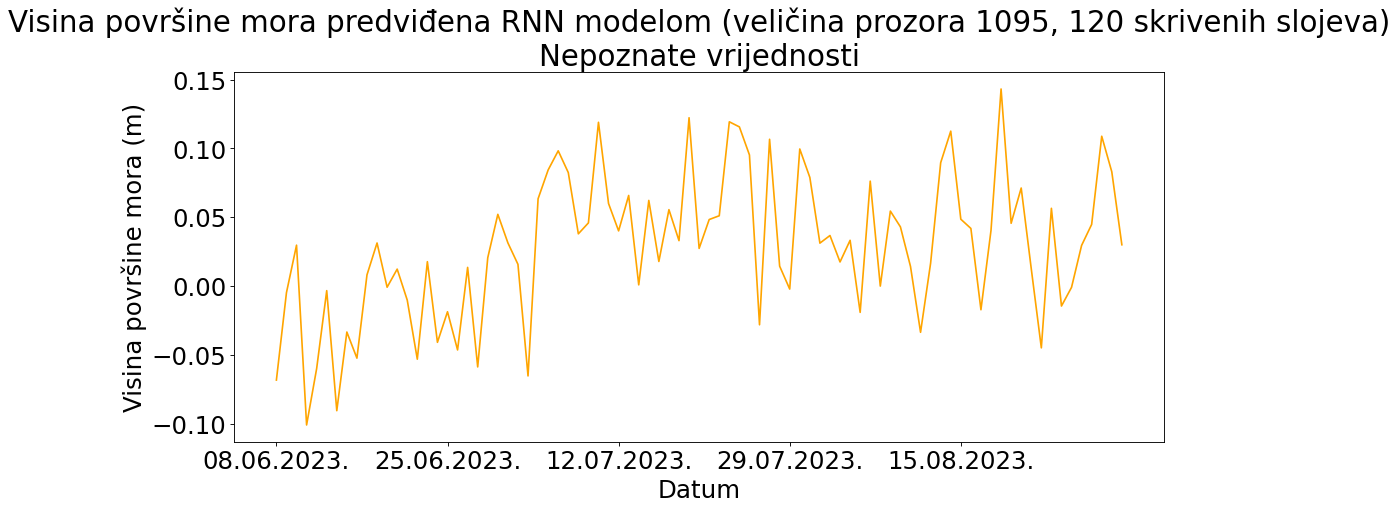 Visina površine mora predviđena RNN modelom (veličina prozora 1095, 120 skrivenih slojeva)
Nepoznate vrijednosti
Visina površine mora (m)
0.15
0.10
0.05
0.00
−0.05
−0.10
08.06.2023. 25.06.2023. 12.07.2023. 29.07.2023. 15.08.2023.
Datum